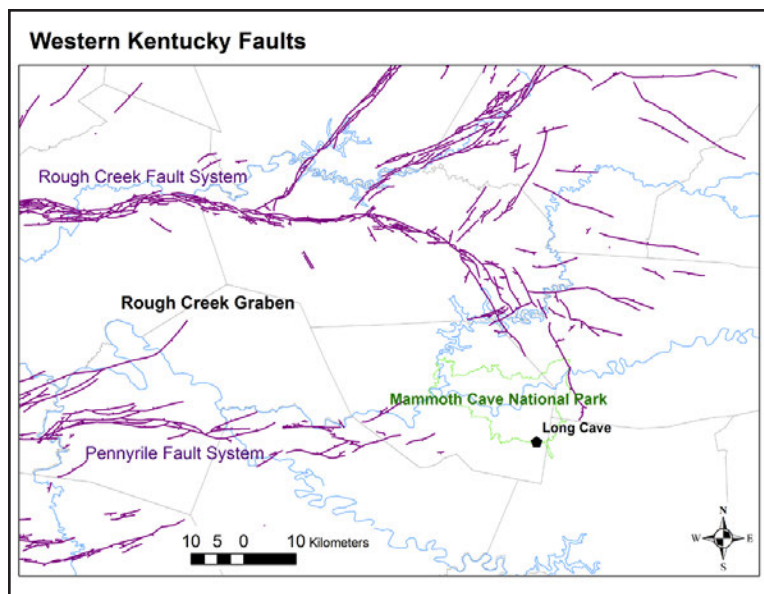 Western Kentucky Faults
Rough Creek Fault System
Rough Creek Graben
Mammoth Cave National Park
Long Cave
Pennyrile Fault System
10 5 0 10 Kilometers
N
W E
S